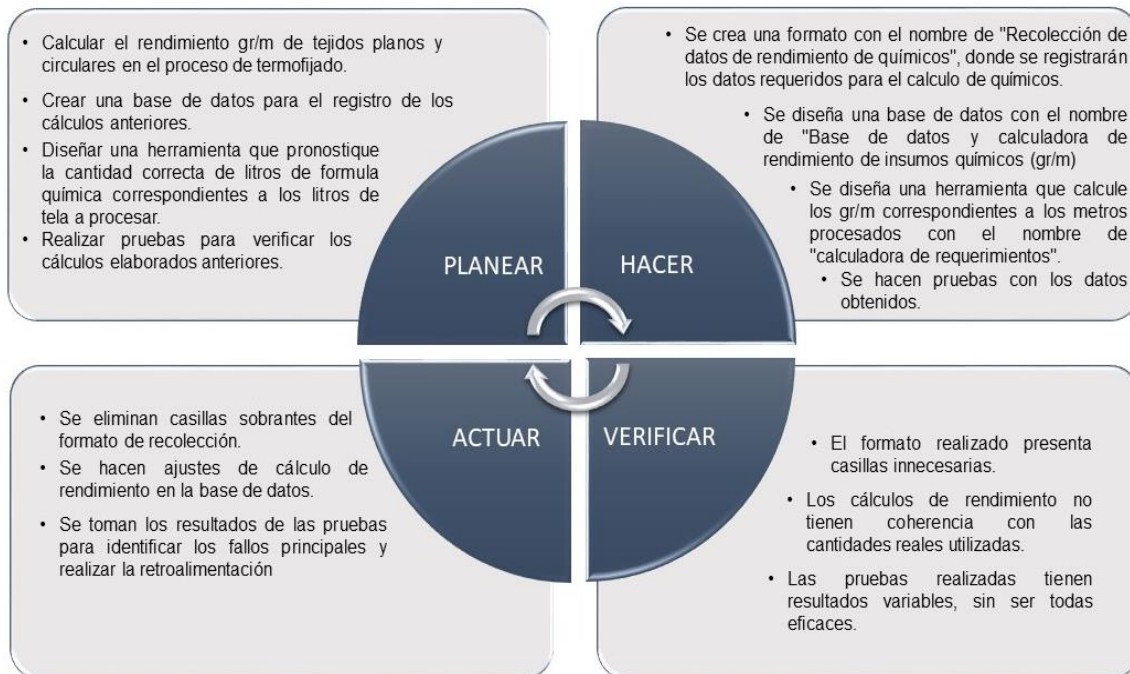 • Calcular el rendimiento gr/m de tejidos planos y
circulares en el proceso de termofijado.
• Crear una base de datos para el registro de los
cálculos anteriores.
• Diseñar una herramienta que pronostique
la cantidad correcta de litros de formula
química correspondientes a los litros de
tela a procesar.
• Realizar pruebas para verificar los
cálculos elaborados anteriores.
PLANEAR
• Se crea una formato con el nombre de "Recolección de
datos de rendimiento de químicos", donde se registrarán
los datos requeridos para el calculo de químicos.
• Se diseña una base de datos con el nombre
de "Base de datos y calculadora de
rendimiento de insumos químicos (gr/m)
• Se diseña una herramienta que calcule
los gr/m correspondientes a los metros
procesados con el nombre de
"calculadora de requerimientos".
• Se hacen pruebas con los datos
obtenidos.
HACER
• Se eliminan casillas sobrantes del
formato de recolección.
• Se hacen ajustes de cálculo de
rendimiento en la base de datos.
• Se toman los resultados de las pruebas
para identificar los fallos principales y
realizar la retroalimentación
ACTUAR
VERIFICAR
• El formato realizado presenta
casillas innecesarias.
• Los cálculos de rendimiento no
tienen coherencia con las
cantidades reales utilizadas.
• Las pruebas realizadas tienen
resultados variables, sin ser todas
eficaces.